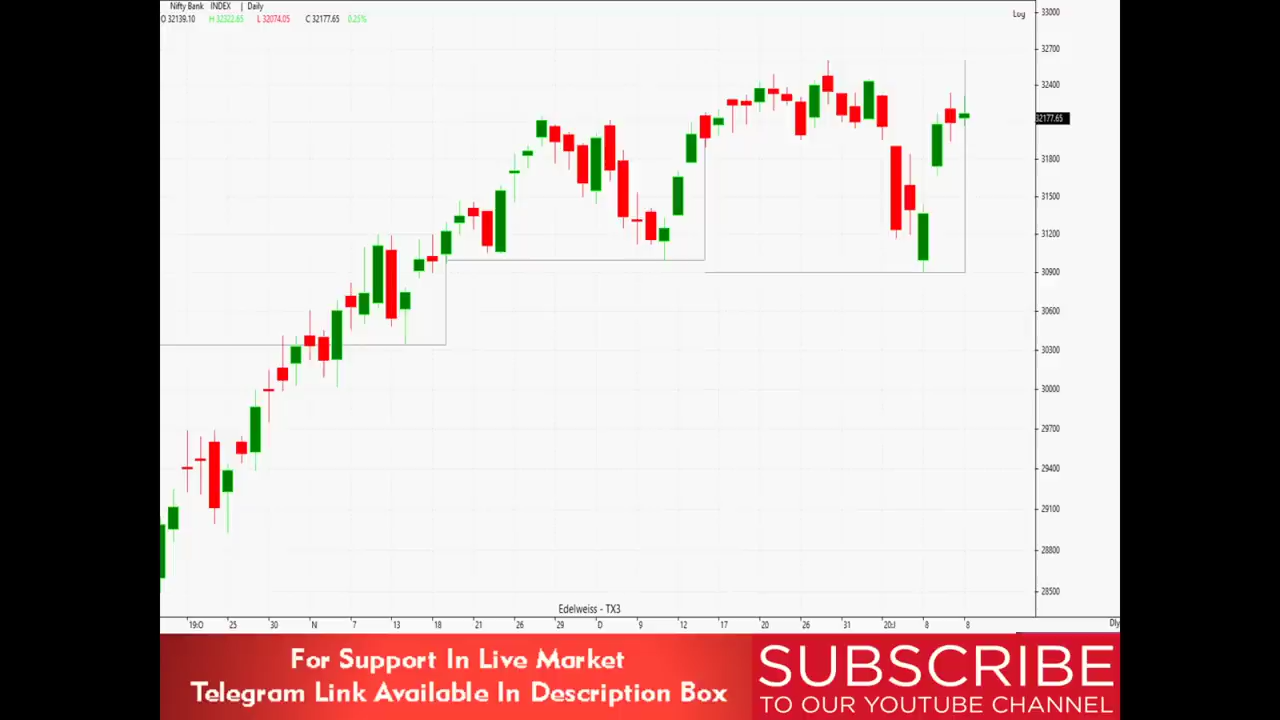 Nifty Bank INDEX | Daily
O 32139.10 H 32322.65 L 32074.05 C 32177.65 0.25%
Log
33000
32700
32400
32177.65
31800
31500
31200
30900
30600
30300
30000
29700
29400
29100
28800
28500
Edelweiss - TX3
19:O 25 30 N 7 13 18 21 26 29 D 9 12 17 20 26 31 20:J 8 8 Dly
For Support In Live Market
Telegram Link Available In Description Box
SUBSCRIBE
TO OUR YOUTUBE CHANNEL